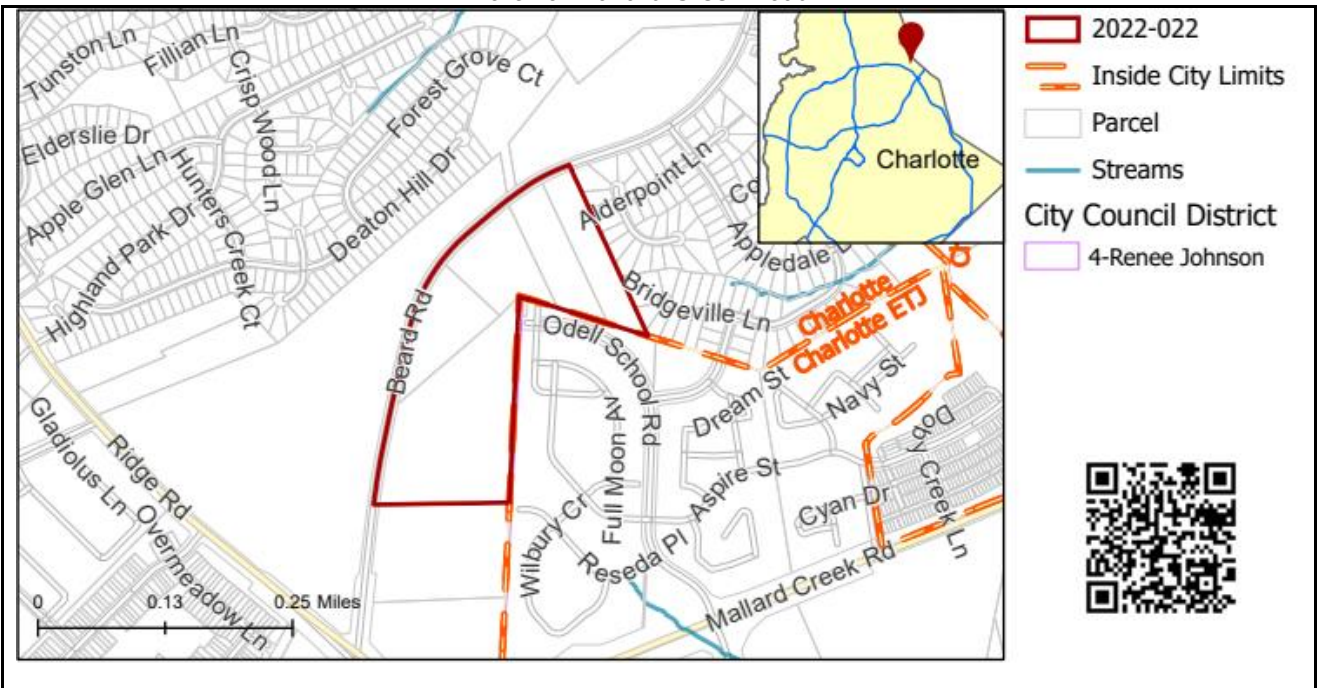 Tunston Ln
Fillian Ln
Crisp Wood Ln
Forest Grove Ct
Elderslie Dr
Apple Glen Ln
Hunters Creek Ct
Highland Park Dr
Deaton Hill Dr
Alderpoint Ln
Co
Appledale D
Bridgeville Ln
Charlotte
Charlotte
Charlotte ETJ
Beard Rd
Odell School Rd
Full Moon Av
Dream St
Navy St
Aspire St
Cyan Dr
Doby Creek Ln
Wilbury Cr
Reseda Pl
Mallard Creek Rd
Gladiolus Ln
Ridge Rd
Overmeadow Ln
0 0.13 0.25 Miles
2022-022
Inside City Limits
Parcel
Streams
City Council District
4-Renee Johnson